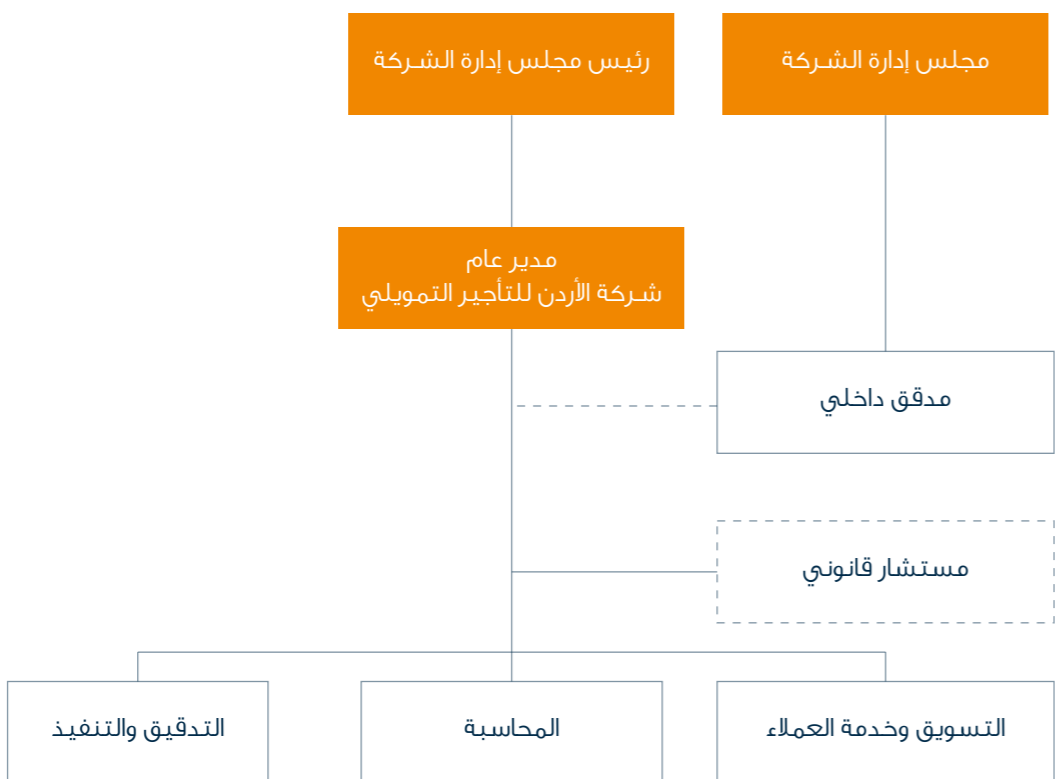 مجلس إدارة الشركة
رئيس مجلس إدارة الشركة
مدير عام
شركة الأردن للتأجير التمويلي
مدقق داخلي
مستشار قانوني
التسويق وخدمة العملاء
المحاسبة
التدقيق والتنفيذ